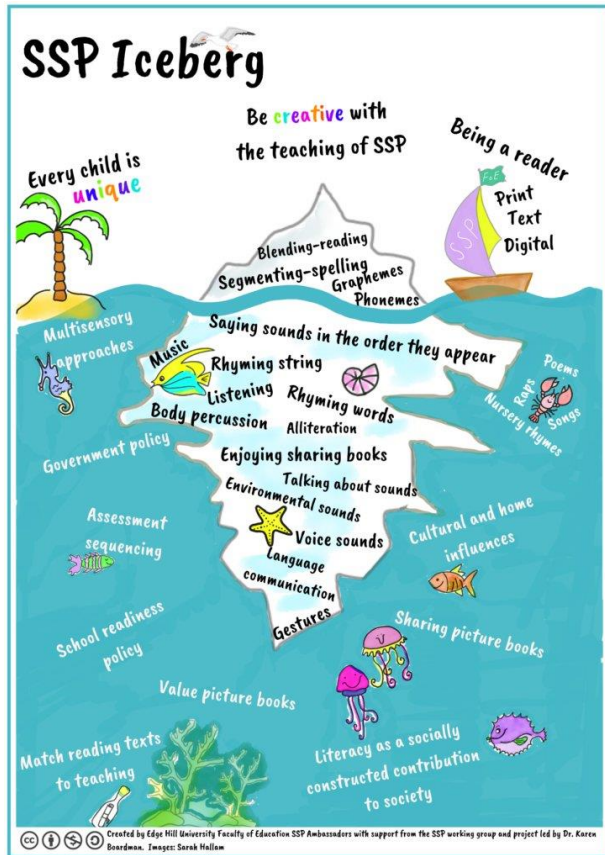 SSP Iceberg
Be creative with
the teaching of SSP
Being a reader
Every child is
unique
FoE
SSP
Print
Text
Digital
Blending-reading
Segmenting-spelling
Graphemes
Phonemes
Multisensory
approaches
Saying sounds in the order they appear
Music
Rhyming string
Listening
Rhyming words
Body percussion
Alliteration
Poems
Raps
Nursery rhymes
Songs
Government policy
Enjoying sharing books
Talking about sounds
Environmental sounds
Assessment
sequencing
Voice sounds
Language
communication
Cultural and home
influences
Gestures
School readiness
policy
Sharing picture books
Value picture books
Match reading texts
to teaching
Literacy as a socially
constructed contribution
to society
cc
Created by Edge Hill University Faculty of Education SSP Ambassadors with support from the SSP working group and project led by Dr. Karen
Boardman. Images: Sarah Hallam